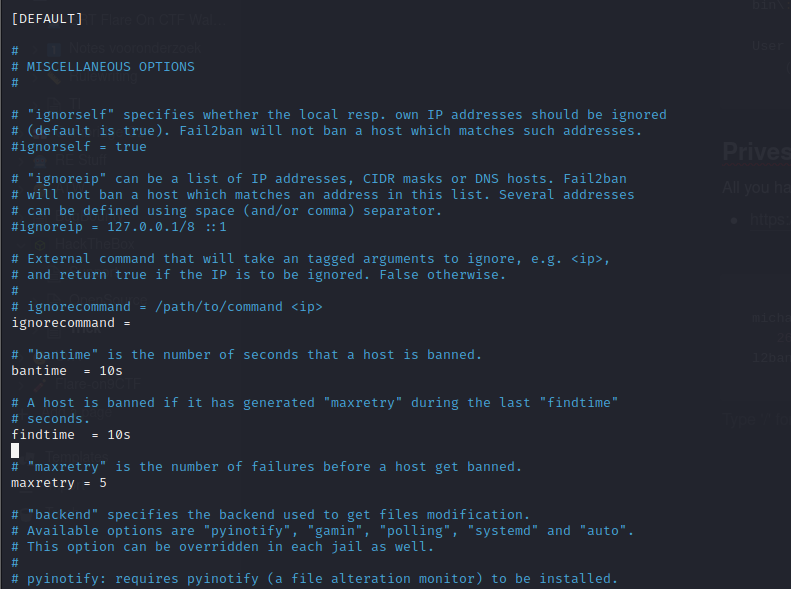 [DEFAULT]
#
# MISCELLANEOUS OPTIONS
#
# "ignorself" specifies whether the local resp. own IP addresses should be ignored
# (default is true). Fail2ban will not ban a host which matches such addresses.
#ignorself = true
# "ignoreip" can be a list of IP addresses, CIDR masks or DNS hosts. Fail2ban
# will not ban a host which matches an address in this list. Several addresses
# can be defined using space (and/or comma) separator.
#ignoreip = 127.0.0.1/8 ::1
# External command that will take an tagged arguments to ignore, e.g. <ip>,
# and return true if the IP is to be ignored. False otherwise.
#
# ignorecommand = /path/to/command <ip>
ignorecommand =
# "bantime" is the number of seconds that a host is banned.
bantime  = 10s
# A host is banned if it has generated "maxretry" during the last "findtime"
# seconds.
findtime  = 10s
# "maxretry" is the number of failures before a host get banned.
maxretry = 5
# "backend" specifies the backend used to get files modification.
# Available options are "pyinotify", "gamin", "polling", "systemd" and "auto".
# This option can be overridden in each jail as well.
#
# pyinotify: requires pyinotify (a file alteration monitor) to be installed.
Prives
All you ha